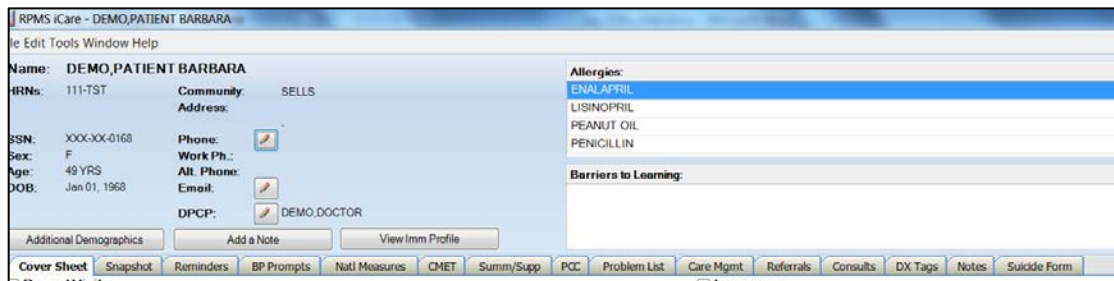 RPMS iCare - DEMO,PATIENT BARBARA
le Edit Tools Window Help
Name: DEMO,PATIENT BARBARA
HRNs: 111-TST Community: SELLS
Address:
SSN: XXX-XX-0168 Phone:
Sex: F Work Ph.:
Age: 49 YRS Alt. Phone:
DOB: Jan 01, 1968 Email:
DPCP: DEMO,DOCTOR
Additional Demographics Add a Note View Imm Profile
Allergies:
ENALAPRIL
LISINOPRIL
PEANUT OIL
PENICILLIN
Barriers to Learning:
Cover Sheet Snapshot Reminders BP Prompts Natl Measures CMET Summ/Supp PCC Problem List Care Mgmt Referrals Consults DX Tags Notes Suicide Form